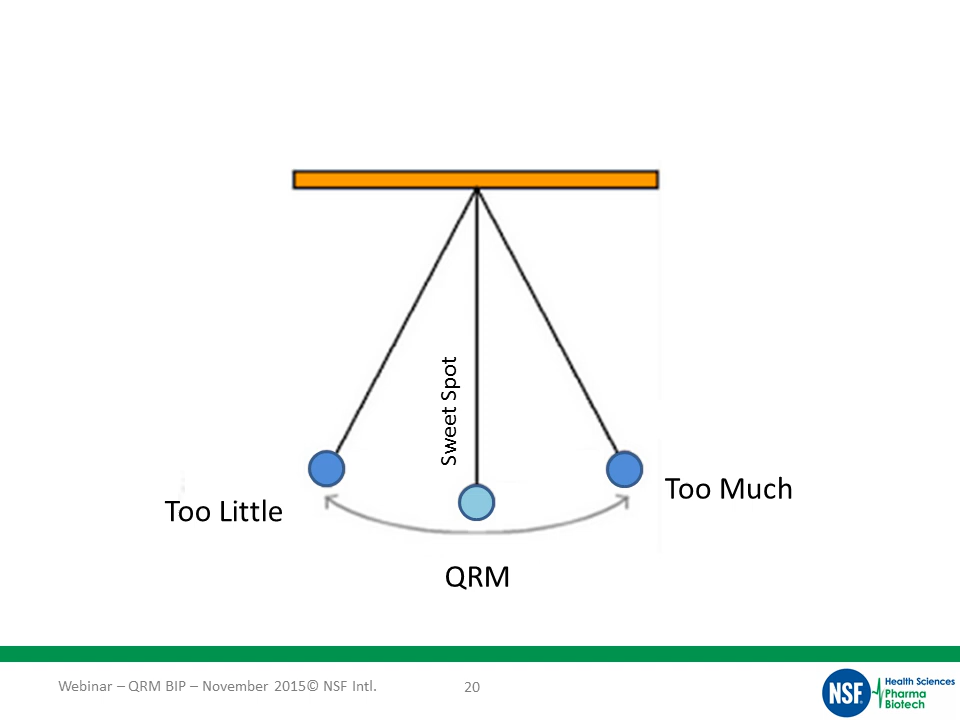 Sweet Spot
Too Little
Too Much
QRM
Webinar – QRM BIP – November 2015© NSF Intl.
20
NSF
Health Sciences
Pharma
Biotech